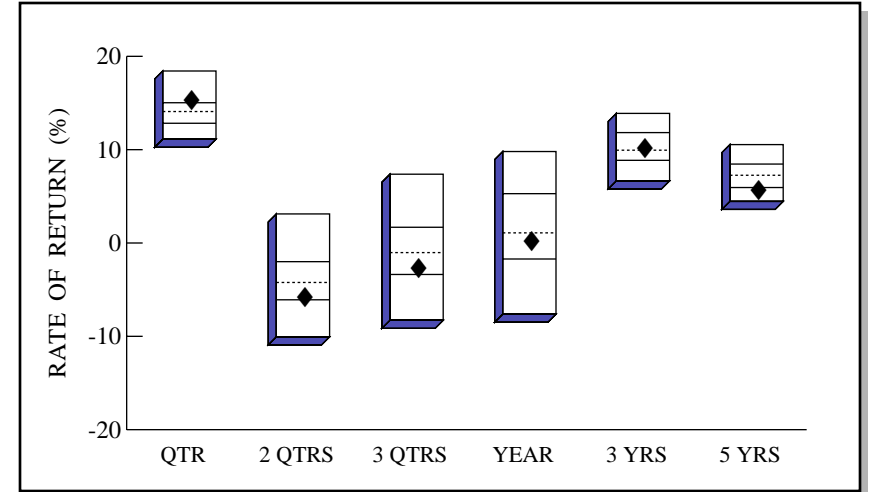 RATE OF RETURN (%)
20
10
0
-10
-20
QTR 2 QTRS 3 QTRS YEAR 3 YRS 5 YRS